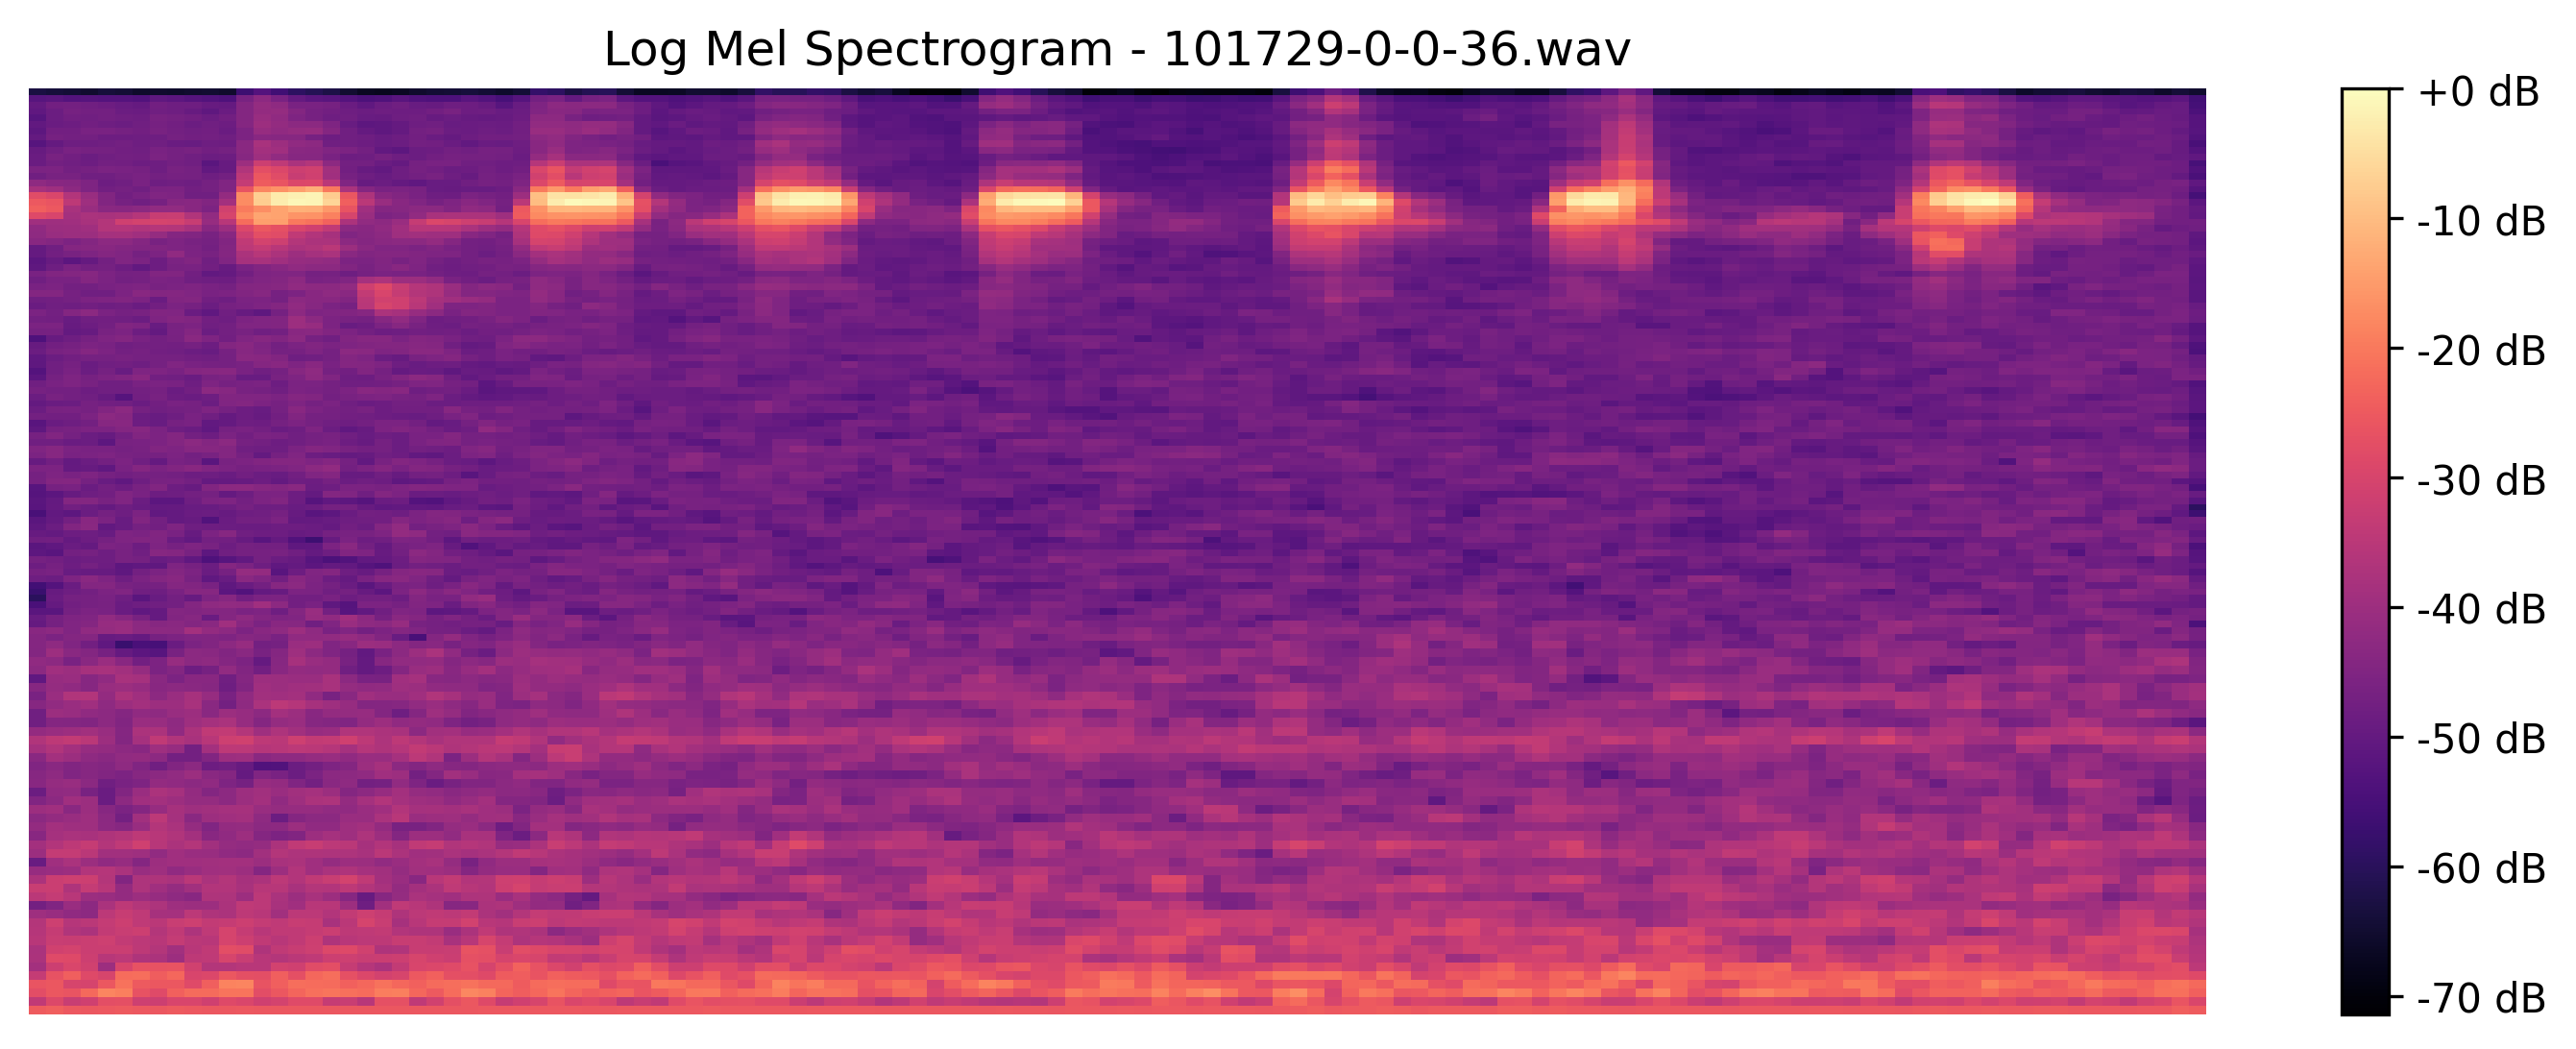 Log Mel Spectrogram - 101729-0-0-36.wav
+0 dB
-10 dB
-20 dB
-30 dB
-40 dB
-50 dB
-60 dB
-70 dB